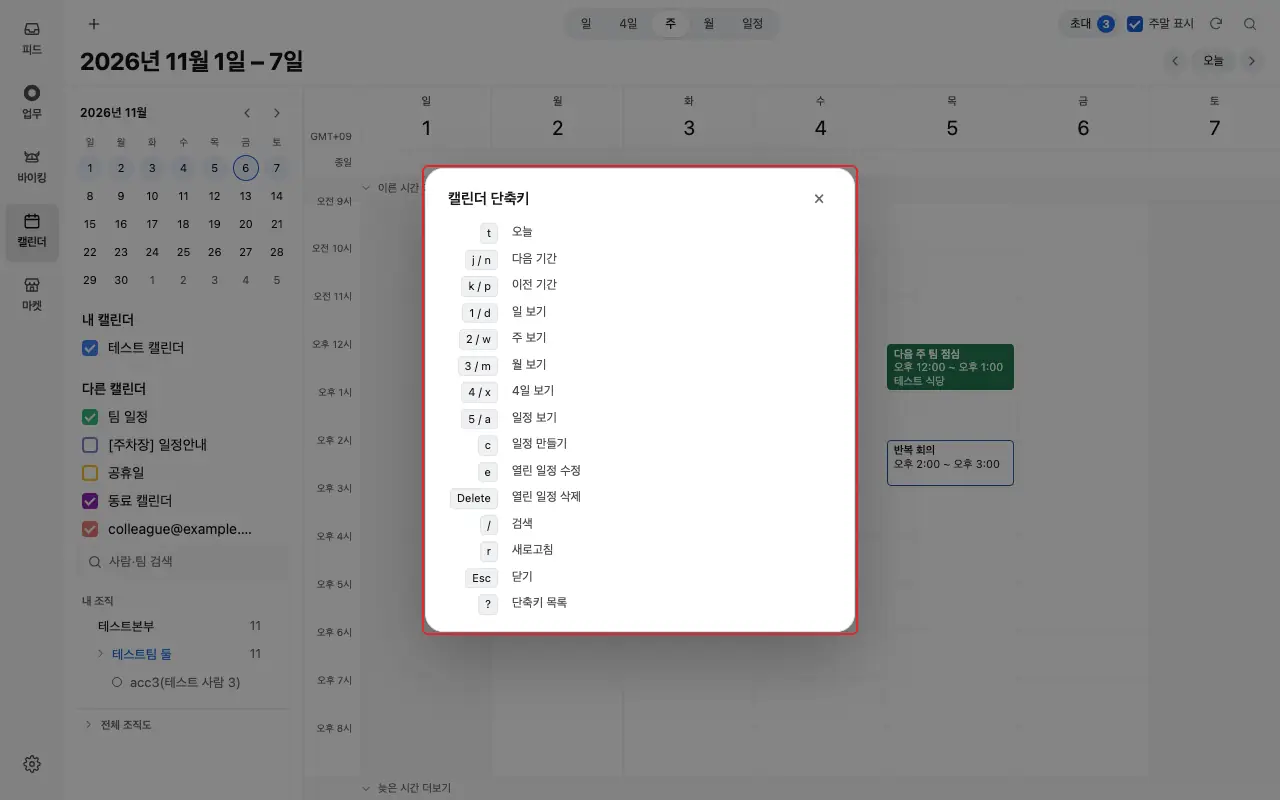 피드
업무
바이킹
캘린더
마켓
일 4일 주 월 일정
초대 3 주말 표시
2026년 11월 1일 – 7일
오늘
2026년 11월
일 월 화 수 목 금 토
1 2 3 4 5 6 7
8 9 10 11 12 13 14
15 16 17 18 19 20 21
22 23 24 25 26 27 28
29 30 1 2 3 4 5
내 캘린더
테스트 캘린더
다른 캘린더
팀 일정
[주차장] 일정안내
공휴일
동료 캘린더
colleague@example....
사람·팀 검색
내 조직
테스트본부 11
테스트팀 둘 11
acc3(테스트 사람 3)
전체 조직도
일 월 화 수 목 금 토
GMT+09 1 2 3 4 5 6 7
종일
이른 시간
오전 9시
오전 10시
오전 11시
오후 12시
오후 1시
오후 2시
오후 3시
오후 4시
오후 5시
오후 6시
오후 7시
오후 8시
늦은 시간 더보기
다음 주 팀 점심
오후 12:00 ~ 오후 1:00
테스트 식당
반복 회의
오후 2:00 ~ 오후 3:00
캘린더 단축키
t 오늘
j / n 다음 기간
k / p 이전 기간
1 / d 일 보기
2 / w 주 보기
3 / m 월 보기
4 / x 4일 보기
5 / a 일정 보기
c 일정 만들기
e 열린 일정 수정
Delete 열린 일정 삭제
/ 검색
r 새로고침
Esc 닫기
? 단축키 목록